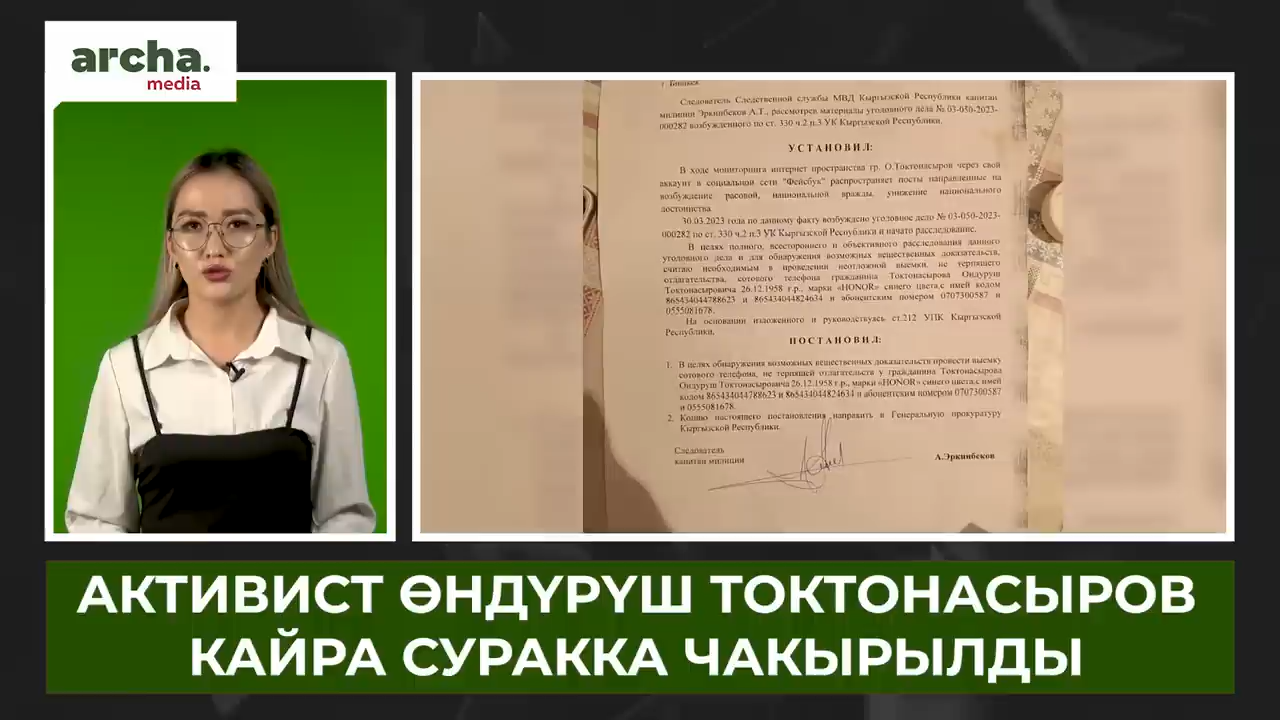 archa.
media
г. Бишкек
Следователь Следственной службы МВД Кыргызской Республики капитан
милиции Эркинбеков А.Т., рассмотрев материалы уголовного дела № 03-050-2023-
000282 возбужденного по ст. 330 ч.2 п.3 УК Кыргызской Республики.
УСТАНОВИЛ:
В ходе мониторинга интернет пространства гр. О.Токтонасыров через свой
аккаунт в социальной сети "Фейсбук" распространяет посты направленные на
возбуждение расовой, национальной вражды, унижение национального
достоинства.
30.03.2023 года по данному факту возбуждено уголовное дело № 03-050-2023-
000282 по ст. 330 ч.2 п.3 УК Кыргызской Республики и начато расследование.
В целях полного, всестороннего и объективного расследования данного
уголовного дела и для обнаружения возможных вещественных доказательств,
считаю необходимым в проведении неотложной выемки, не терпящего
отлагательства, сотового телефона гражданина Токтонасырова Ондуруш
Токтонасыровича 26.12.1958 г.р., марки «HONOR» синего цвета,с имей кодом
865434044788623 и 865434044824634 и абонентским номером 0707300587 и
0555081678.
На основании изложенного и руководствуясь ст.212 УПК Кыргызской
Республики,
ПОСТАНОВИЛ:
1. В целях обнаружения возможных вещественных доказательств провести выемку
сотового телефона, не терпящей отлагательств у гражданина Токтонасырова
Ондуруш Токтонасыровича 26.12.1958 г.р., марки «HONOR» синего цвета,с имей
кодом 865434044788623 и 865434044824634 и абонентским номером 0707300587
и 0555081678.
2. Копию настоящего постановления направить в Генеральную прокуратуру
Кыргызской Республики.
Следователь
капитан милиции
А.Эркинбеков
АКТИВИСТ ӨНДҮРҮШ ТОКТОНАСЫРОВ
КАЙРА СУРАККА ЧАКЫРЫЛДЫ